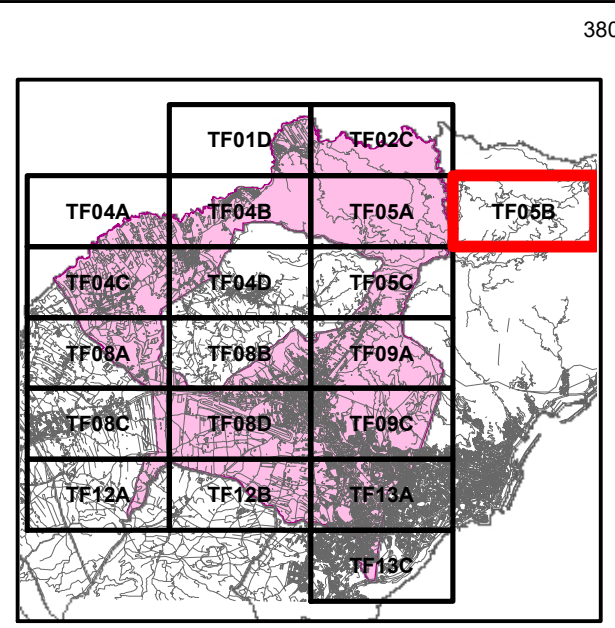 380
TF01D TF02C
TF04A TF04B TF05A TF05B
TF04C TF04D TF05C
TF08A TF08B TF09A
TF08C TF08D TF09C
TF12A TF12B TF13A
TF13C